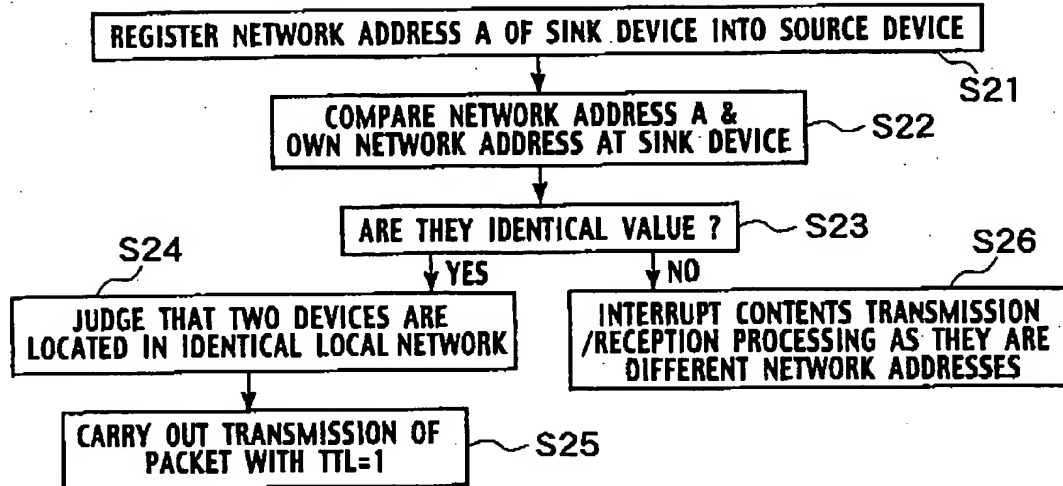 REGISTER NETWORK ADDRESS A OF SINK DEVICE INTO SOURCE DEVICE
S21
COMPARE NETWORK ADDRESS A &
OWN NETWORK ADDRESS AT SINK DEVICE
S22
ARE THEY IDENTICAL VALUE ?
S23
S24
YES
NO
S26
JUDGE THAT TWO DEVICES ARE
LOCATED IN IDENTICAL LOCAL NETWORK
INTERRUPT CONTENTS TRANSMISSION
/RECEPTION PROCESSING AS THEY ARE
DIFFERENT NETWORK ADDRESSES
CARRY OUT TRANSMISSION OF
PACKET WITH TTL=1
S25